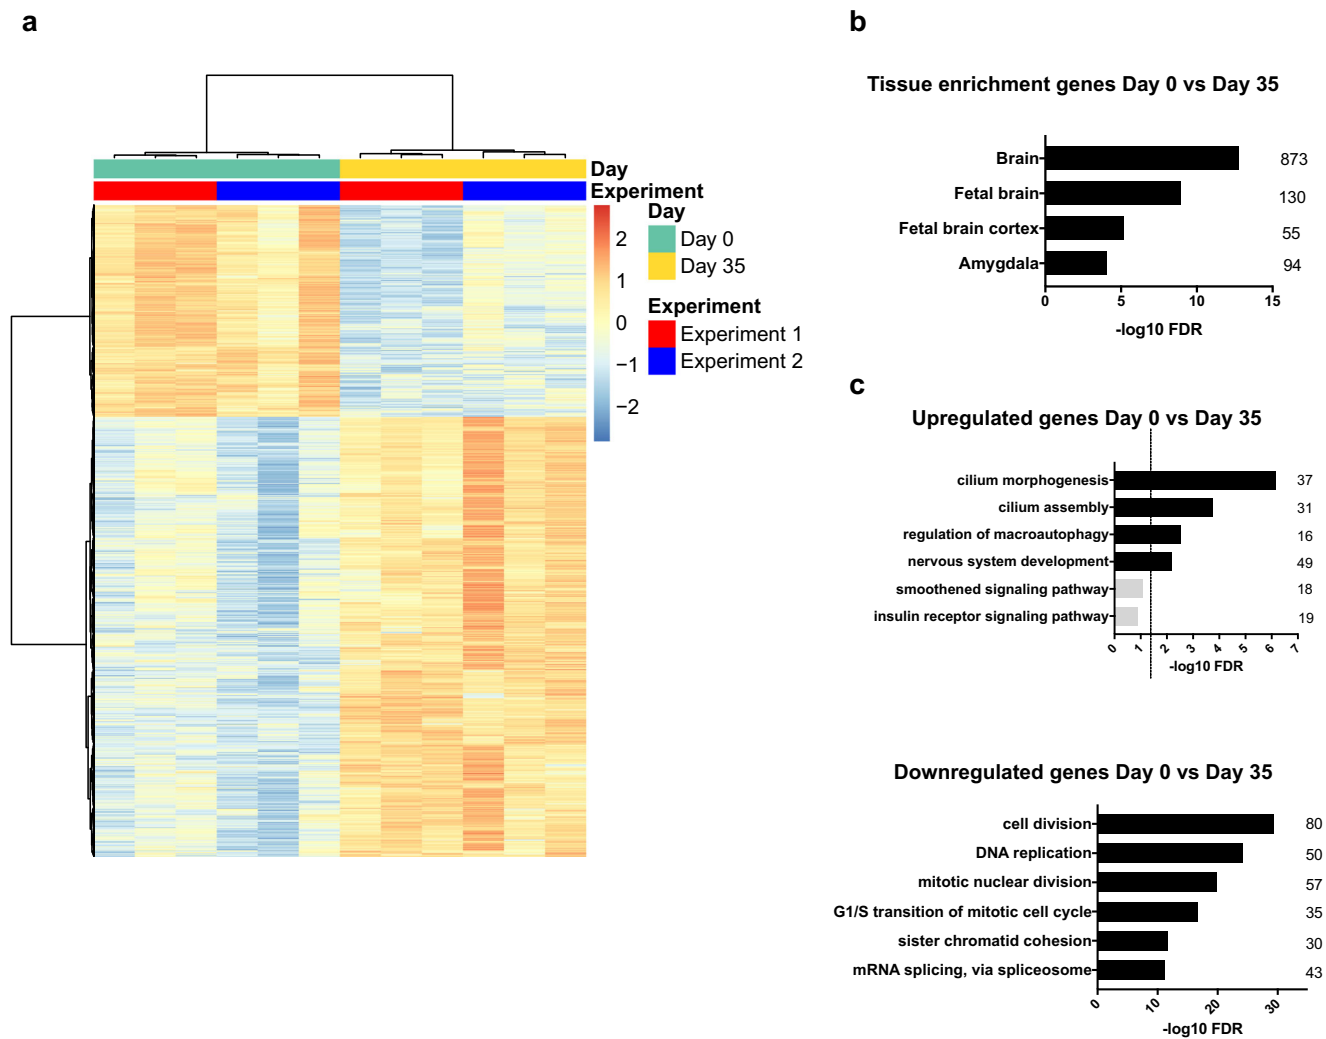 a
Day
Experiment
2
1
0
−1
−2
Day
Day 0
Day 35
Experiment
Experiment 1
Experiment 2
b
Tissue enrichment genes Day 0 vs Day 35
Brain 873
Fetal brain 130
Fetal brain cortex 55
Amygdala 94
0 5 10 15
-log10 FDR
c
Upregulated genes Day 0 vs Day 35
cilium morphogenesis 37
cilium assembly 31
regulation of macroautophagy 16
nervous system development 49
smoothened signaling pathway 18
insulin receptor signaling pathway 19
0 1 2 3 4 5 6 7
-log10 FDR
Downregulated genes Day 0 vs Day 35
cell division 80
DNA replication 50
mitotic nuclear division 57
G1/S transition of mitotic cell cycle 35
sister chromatid cohesion 30
mRNA splicing, via spliceosome 43
0 10 20 30
-log10 FDR